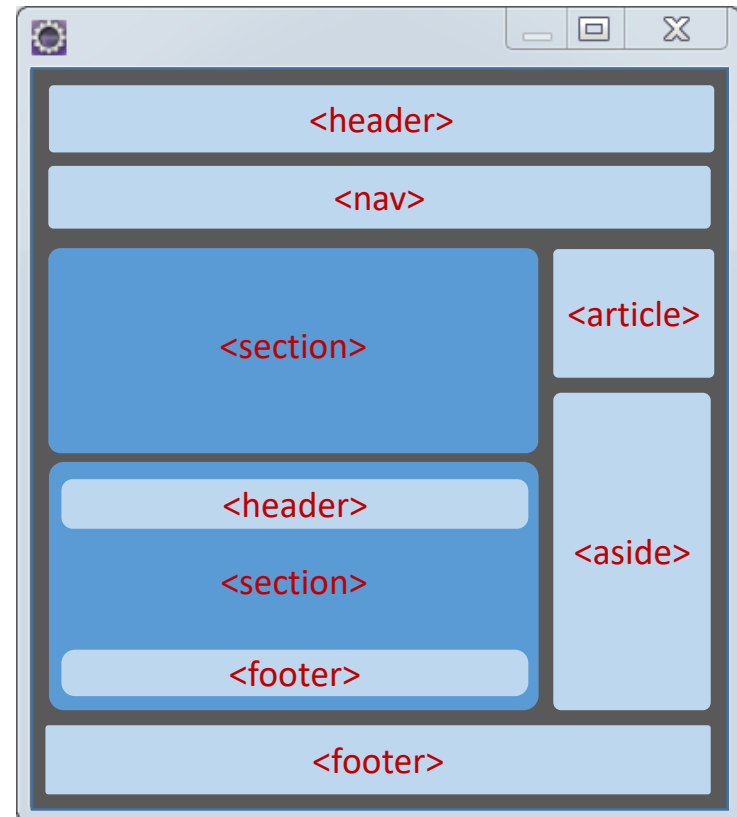 <header>
<nav>
<section>
<article>
<header>
<section>
<footer>
<aside>
<footer>